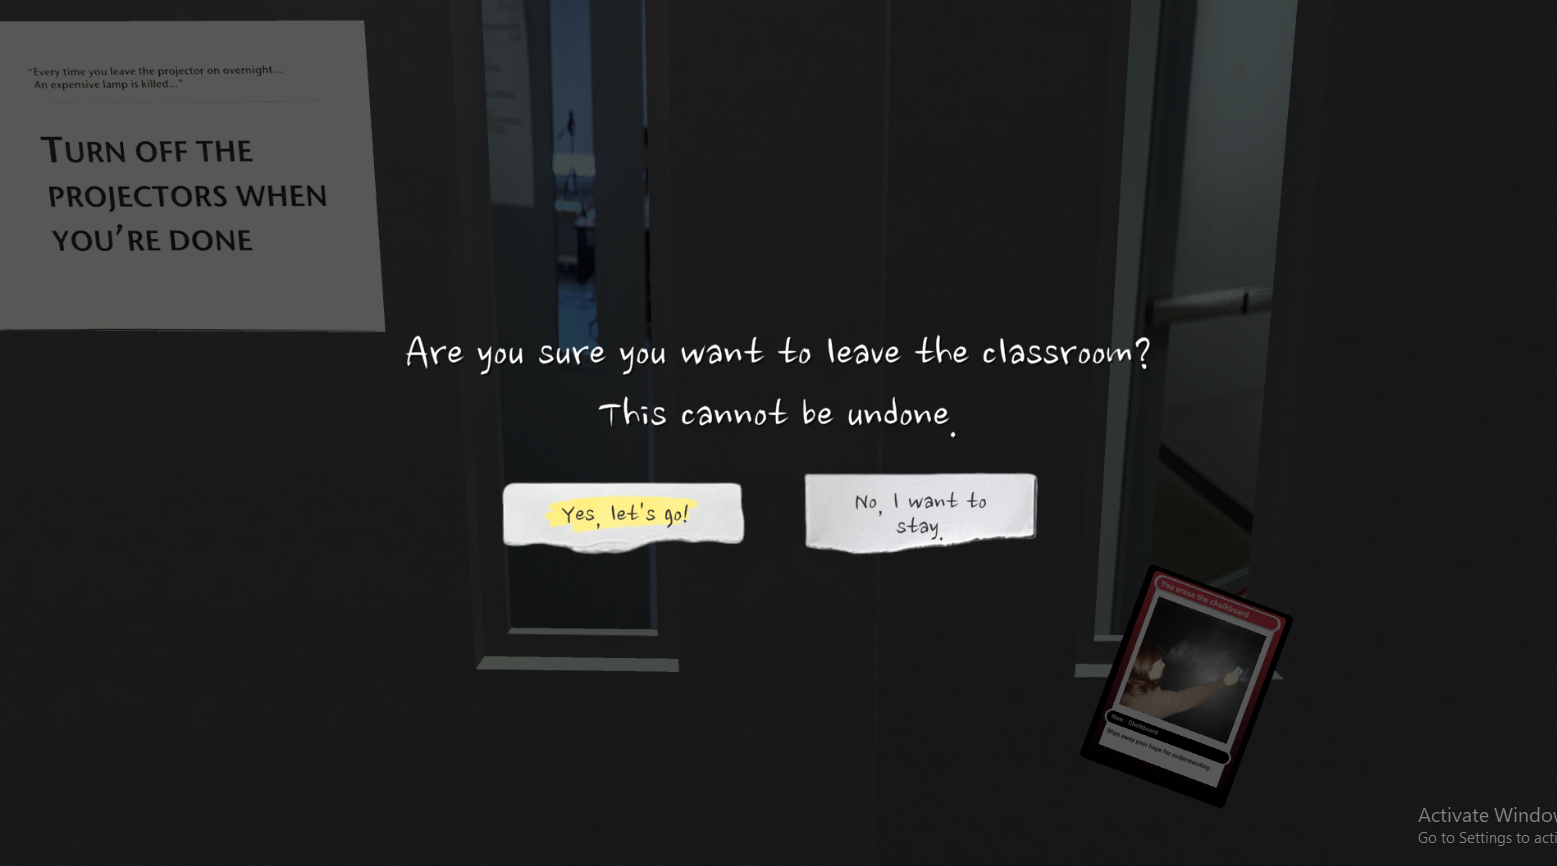 "Every time you leave the projector on overnight...
An expensive lamp is killed..."
TURN OFF THE
PROJECTORS WHEN
YOU'RE DONE
Are you sure you want to leave the classroom?
This cannot be undone.
Yes, let's go!
No, I want to
stay.
You erase the chalkboard
Item - Chalkboard
Wipe away your hope for understanding.
Activate Window
Go to Settings to acti